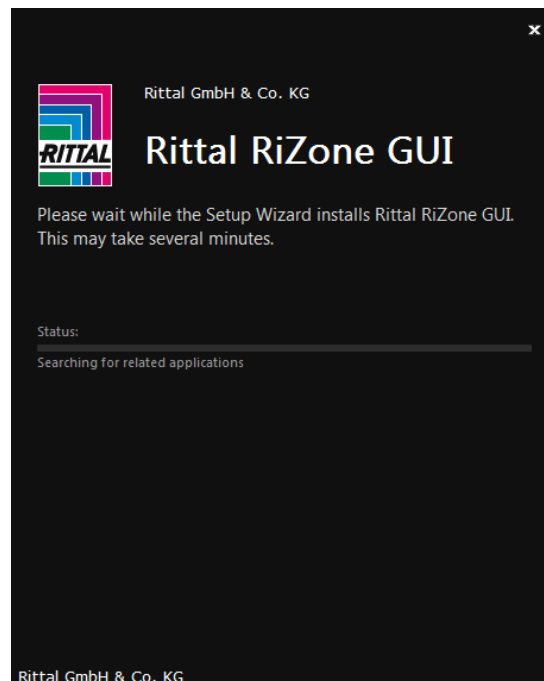 x
Rittal GmbH & Co. KG
RITTAL
Rittal RiZone GUI
Please wait while the Setup Wizard installs Rittal RiZone GUI.
This may take several minutes.
Status:
Searching for related applications
Rittal GmbH & Co. KG